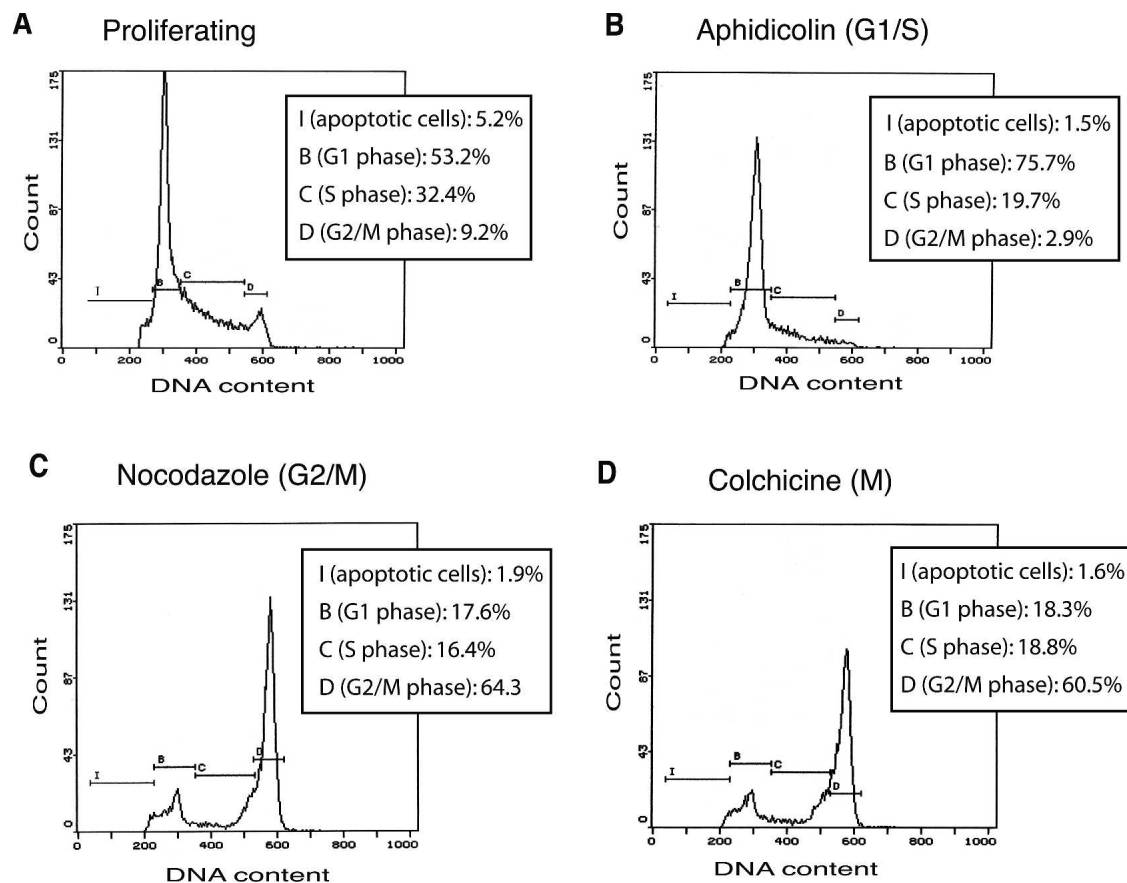 A Proliferating
I (apoptotic cells): 5.2%
B (G1 phase): 53.2%
C (S phase): 32.4%
D (G2/M phase): 9.2%
Count
175
131
87
43
0
I
B
C
D
0 200 400 600 800 1000
DNA content
B Aphidicolin (G1/S)
I (apoptotic cells): 1.5%
B (G1 phase): 75.7%
C (S phase): 19.7%
D (G2/M phase): 2.9%
Count
175
131
87
43
0
I
B
C
D
0 200 400 600 800 1000
DNA content
C Nocodazole (G2/M)
I (apoptotic cells): 1.9%
B (G1 phase): 17.6%
C (S phase): 16.4%
D (G2/M phase): 64.3
Count
175
131
87
43
0
I
B
C
D
0 200 400 600 800 1000
DNA content
D Colchicine (M)
I (apoptotic cells): 1.6%
B (G1 phase): 18.3%
C (S phase): 18.8%
D (G2/M phase): 60.5%
Count
175
131
87
43
0
I
B
C
D
0 200 400 600 800 1000
DNA content